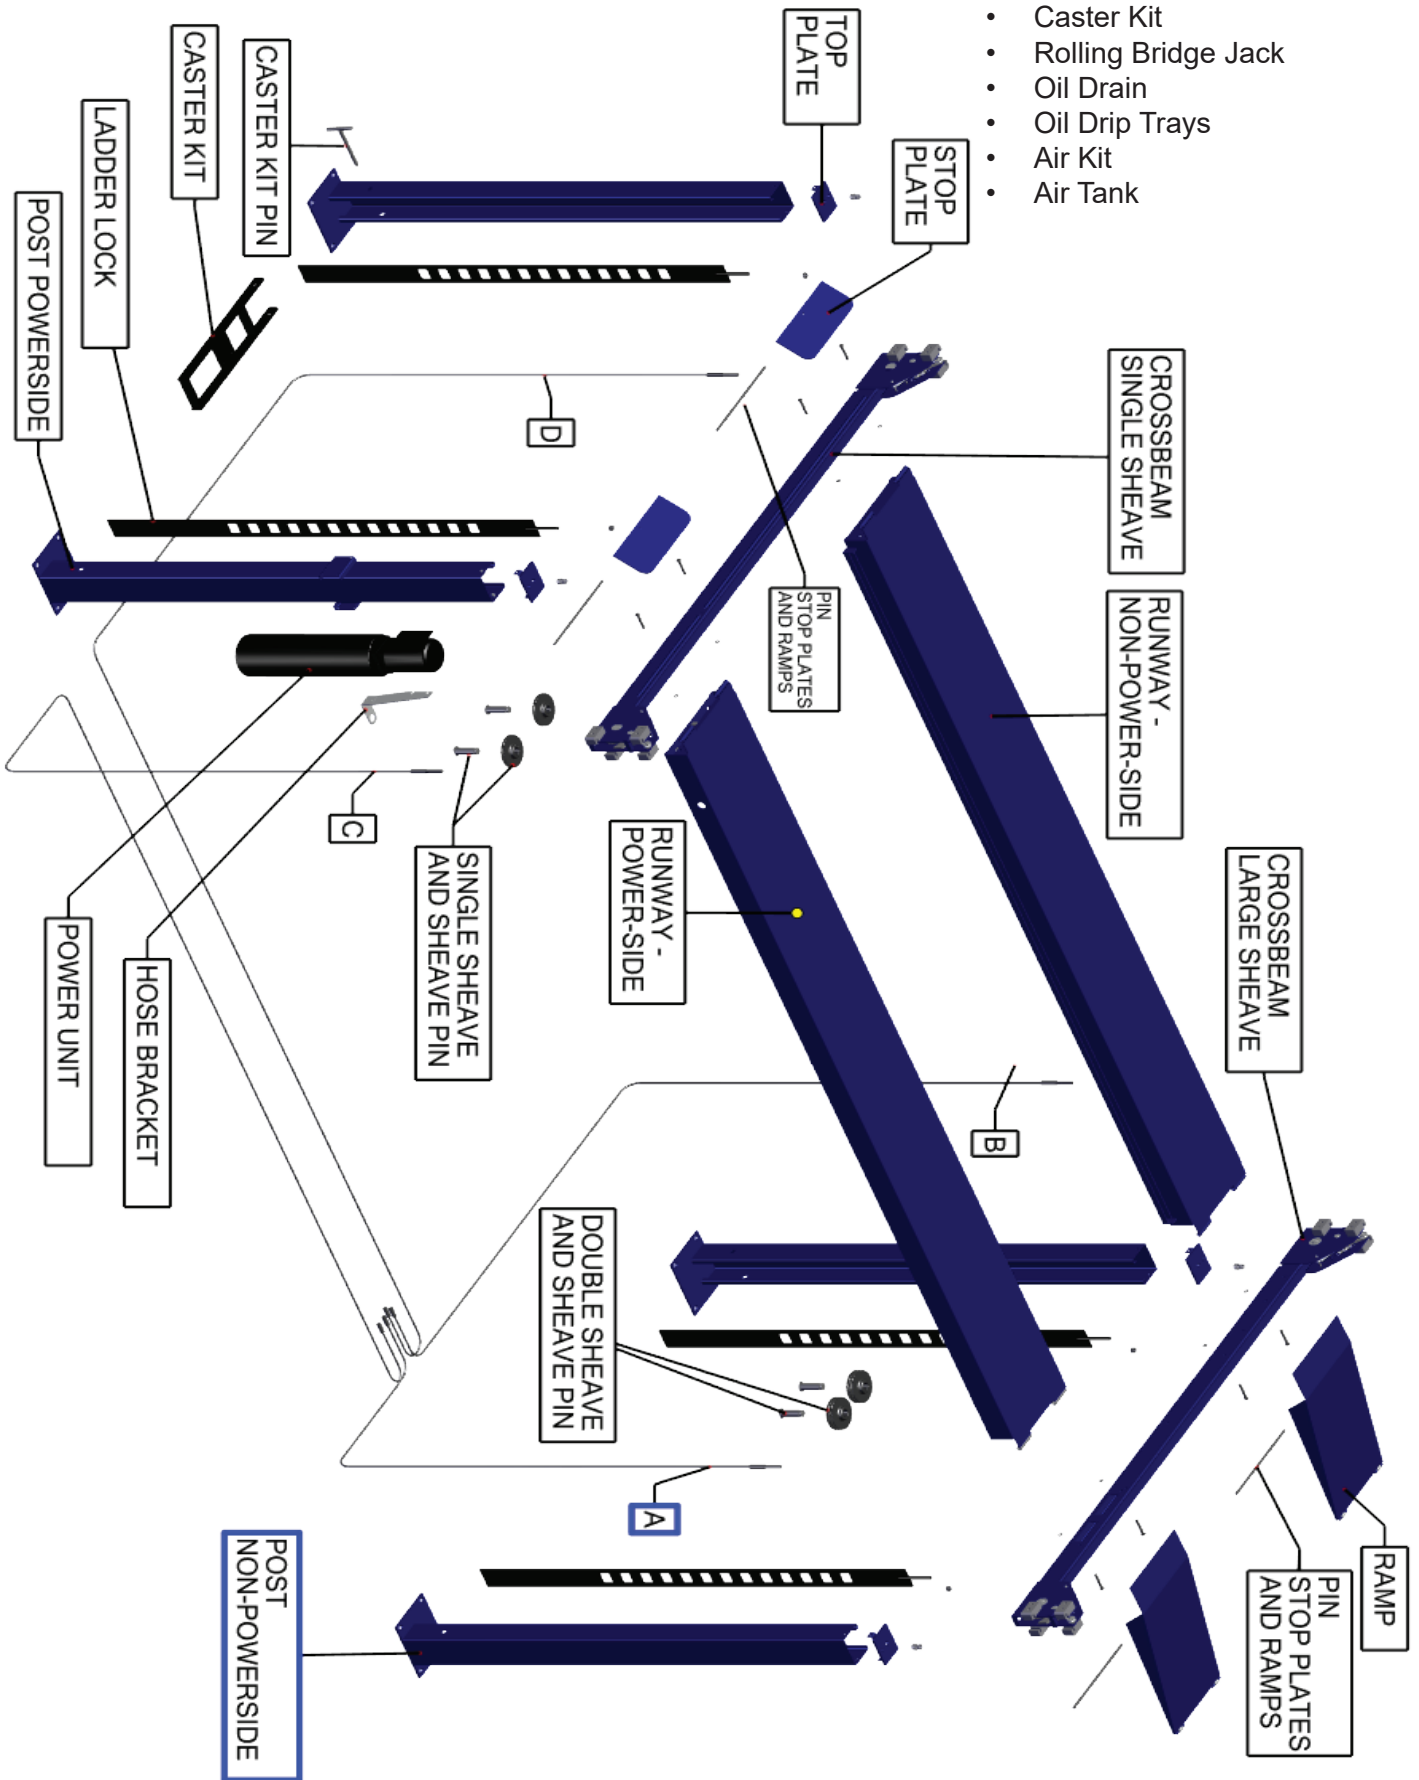 • Caster Kit
• Rolling Bridge Jack
• Oil Drain
• Oil Drip Trays
• Air Kit
• Air Tank
TOP
PLATE
STOP
PLATE
CASTER KIT PIN
CASTER KIT
LADDER LOCK
POST POWERSIDE
D
CROSSBEAM
SINGLE SHEAVE
PIN
STOP PLATES
AND RAMPS
RUNWAY -
NON-POWER-SIDE
C
SINGLE SHEAVE
AND SHEAVE PIN
RUNWAY -
POWER-SIDE
CROSSBEAM
LARGE SHEAVE
POWER UNIT
HOSE BRACKET
B
DOUBLE SHEAVE
AND SHEAVE PIN
A
POST
NON-POWERSIDE
RAMP
PIN
STOP PLATES
AND RAMPS